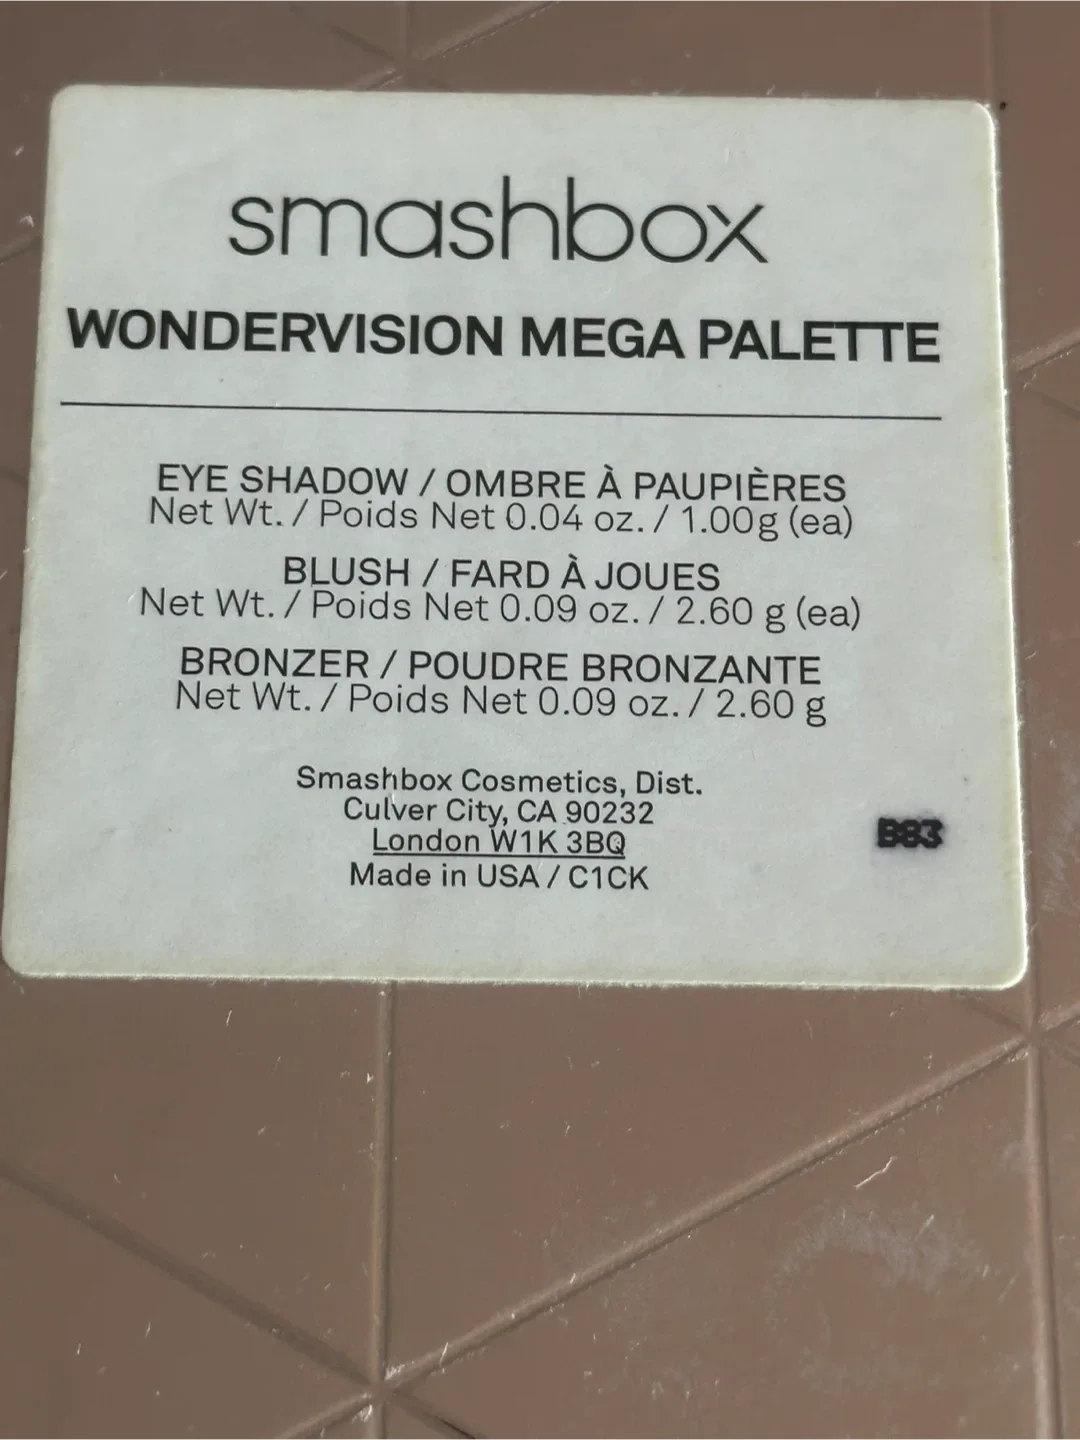 smashbox
WONDERVISION MEGA PALETTE
EYE SHADOW / OMBRE À PAUPIÈRES
Net Wt. / Poids Net 0.04 oz. / 1.00g (ea)
BLUSH / FARD À JOUES
Net Wt. / Poids Net 0.09 oz. / 2.60 g (ea)
BRONZER / POUDRE BRONZANTE
Net Wt. / Poids Net 0.09 oz. / 2.60 g
Smashbox Cosmetics, Dist.
Culver City, CA 90232
London W1K 3BQ
Made in USA / C1CK
B83